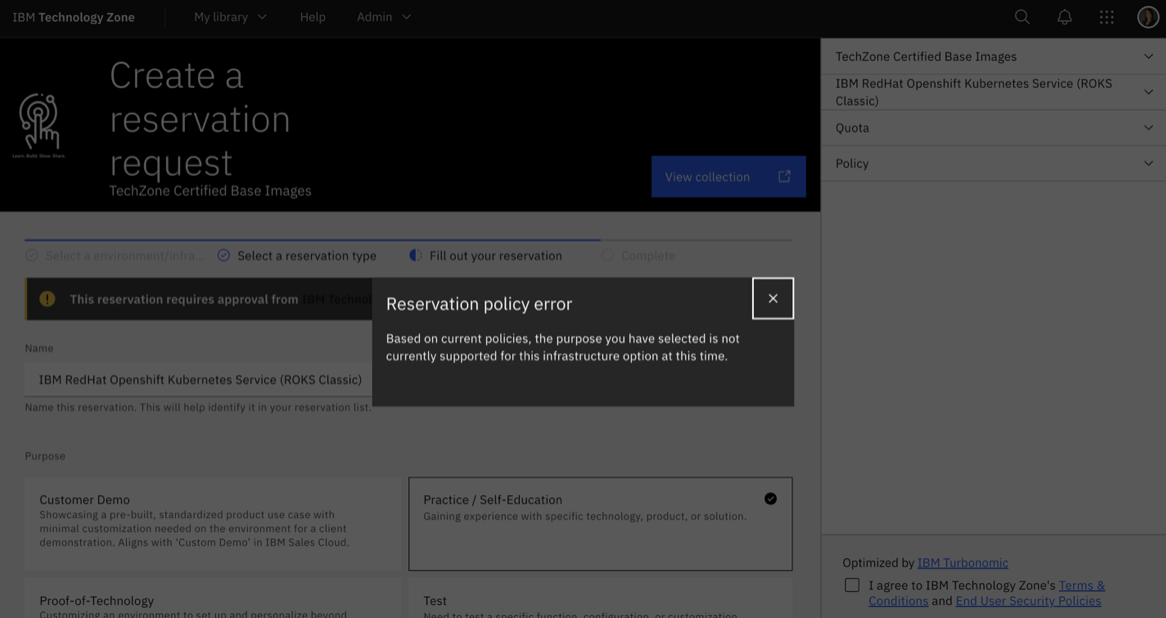 IBM Technology Zone
My library
Help
Admin
Create a
reservation
request
TechZone Certified Base Images
Learn. Build. Show. Share.
View collection
TechZone Certified Base Images
IBM RedHat Openshift Kubernetes Service (ROKS
Classic)
Quota
Policy
Select a environment/infra...
Select a reservation type
Fill out your reservation
Complete
This reservation requires approval from IBM Technol
Reservation policy error
Based on current policies, the purpose you have selected is not
currently supported for this infrastructure option at this time.
Name
IBM RedHat Openshift Kubernetes Service (ROKS Classic)
Name this reservation. This will help identify it in your reservation list.
Purpose
Customer Demo
Showcasing a pre-built, standardized product use case with
minimal customization needed on the environment for a client
demonstration. Aligns with 'Custom Demo' in IBM Sales Cloud.
Practice / Self-Education
Gaining experience with specific technology, product, or solution.
Proof-of-Technology
Customizing an environment to set up and personalize beyond
Test
Need to test a specific function, configuration, or customization
Optimized by IBM Turbonomic
I agree to IBM Technology Zone's Terms &
Conditions and End User Security Policies